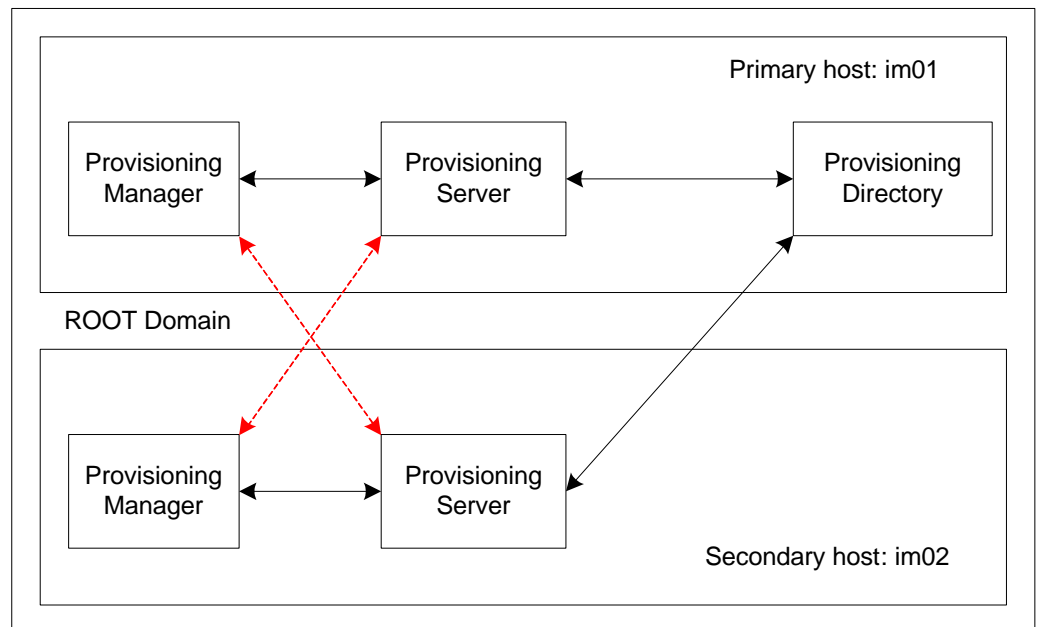 Primary host: im01
Provisioning
Manager
Provisioning
Server
Provisioning
Directory
ROOT Domain
Provisioning
Manager
Provisioning
Server
Secondary host: im02